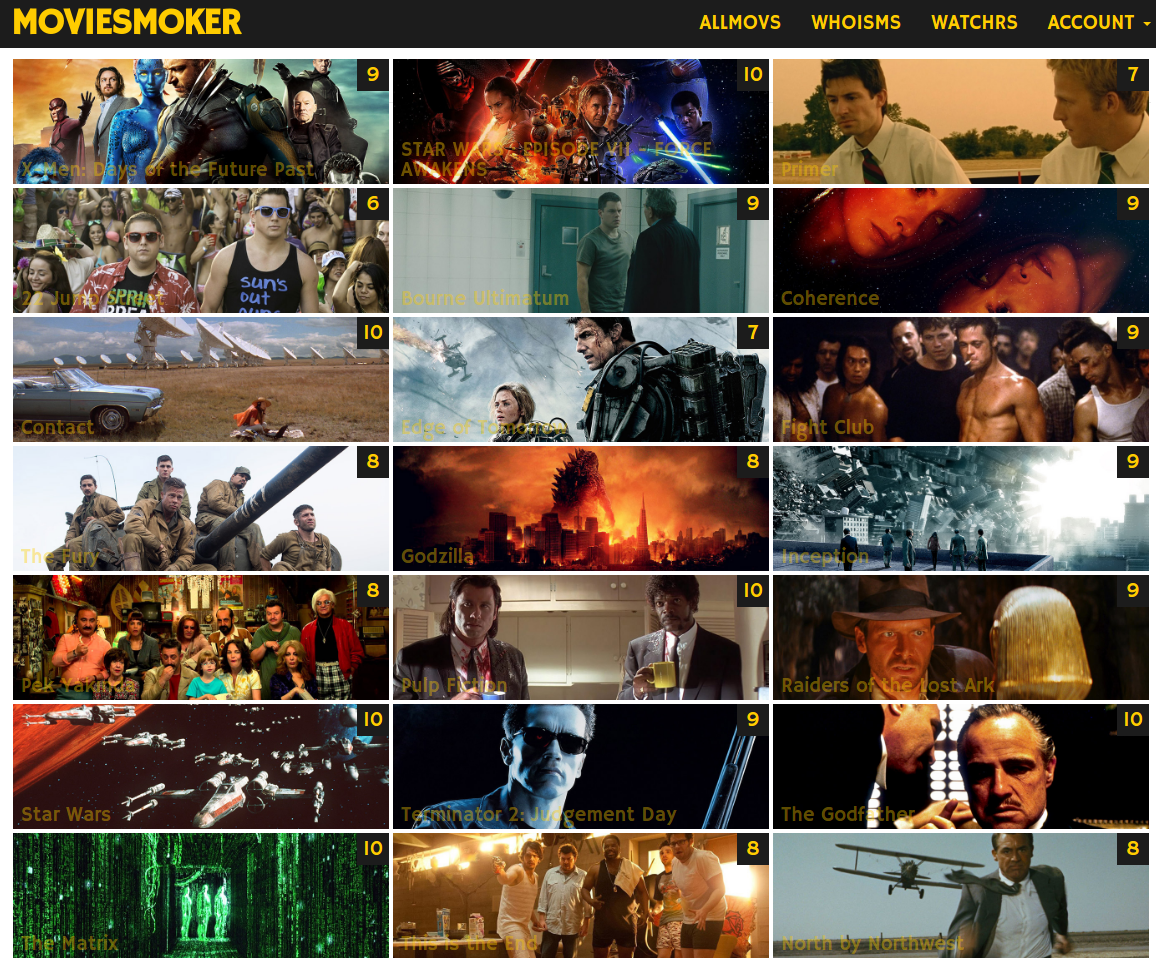 MOVIESMOKER
ALLMOVS WHOISMS WATCHRS ACCOUNT
9
X-Men: Days of the Future Past
10
STAR WARS - EPISODE VII - FORCE
AWAKENS
7
Primer
6
suns
out
22 Jump Street
9
Bourne Ultimatum
9
Coherence
10
Contact
7
Edge of Tomorrow
9
Fight Club
8
The Fury
8
Godzilla
9
Inception
8
Pek Yakında
10
Pulp Fiction
9
Raiders of the Lost Ark
10
Star Wars
9
Terminator 2: Judgement Day
10
The Godfather
10
The Matrix
8
This is the End
8
North by Northwest